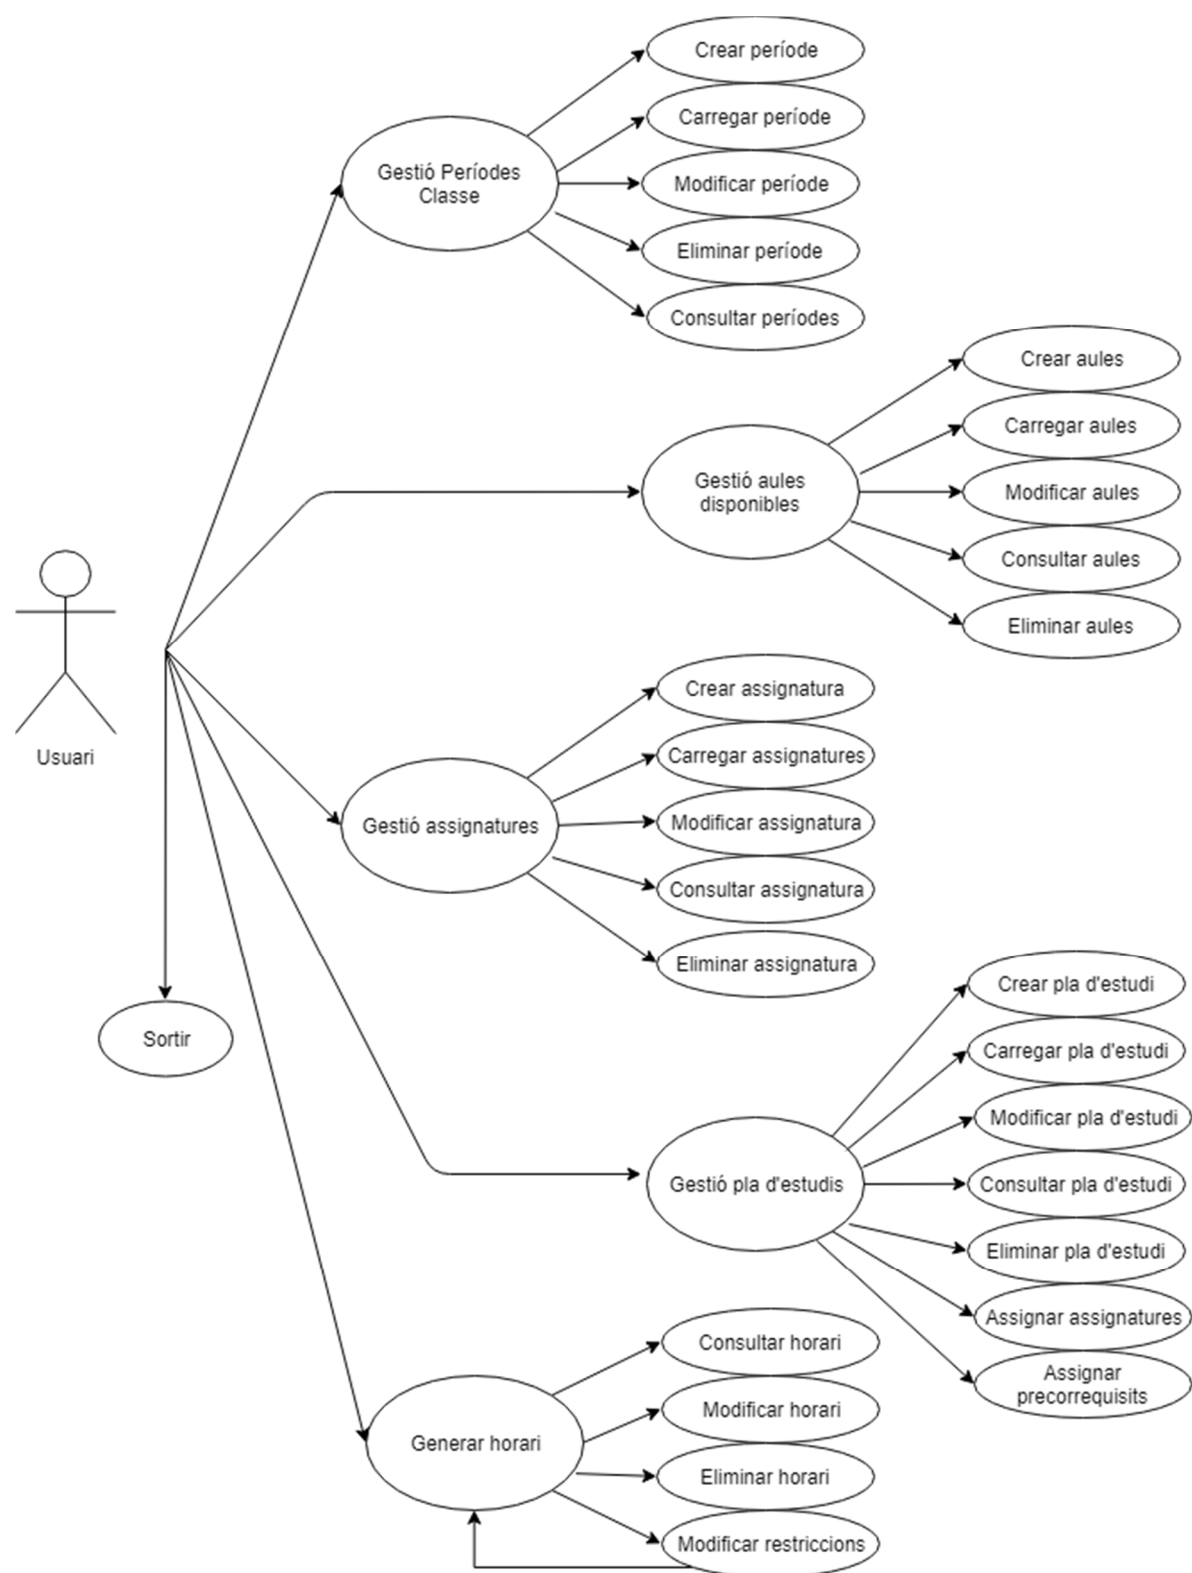 Crear període
Carregar període
Gestió Períodes
Classe
Modificar període
Eliminar període
Consultar períodes
Crear aules
Carregar aules
Gestió aules
disponibles
Modificar aules
Consultar aules
Eliminar aules
Usuari
Crear assignatura
Carregar assignatures
Gestió assignatures
Modificar assignatura
Consultar assignatura
Eliminar assignatura
Sortir
Crear pla d'estudi
Carregar pla d'estudi
Modificar pla d'estudi
Gestió pla d'estudis
Consultar pla d'estudi
Eliminar pla d'estudi
Assignar assignatures
Assignar
precorrequisits
Consultar horari
Modificar horari
Generar horari
Eliminar horari
Modificar restriccions